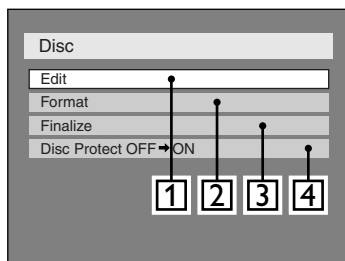 Disc
Edit
Format
Finalize
Disc Protect OFF ➔ ON
1 2 3 4